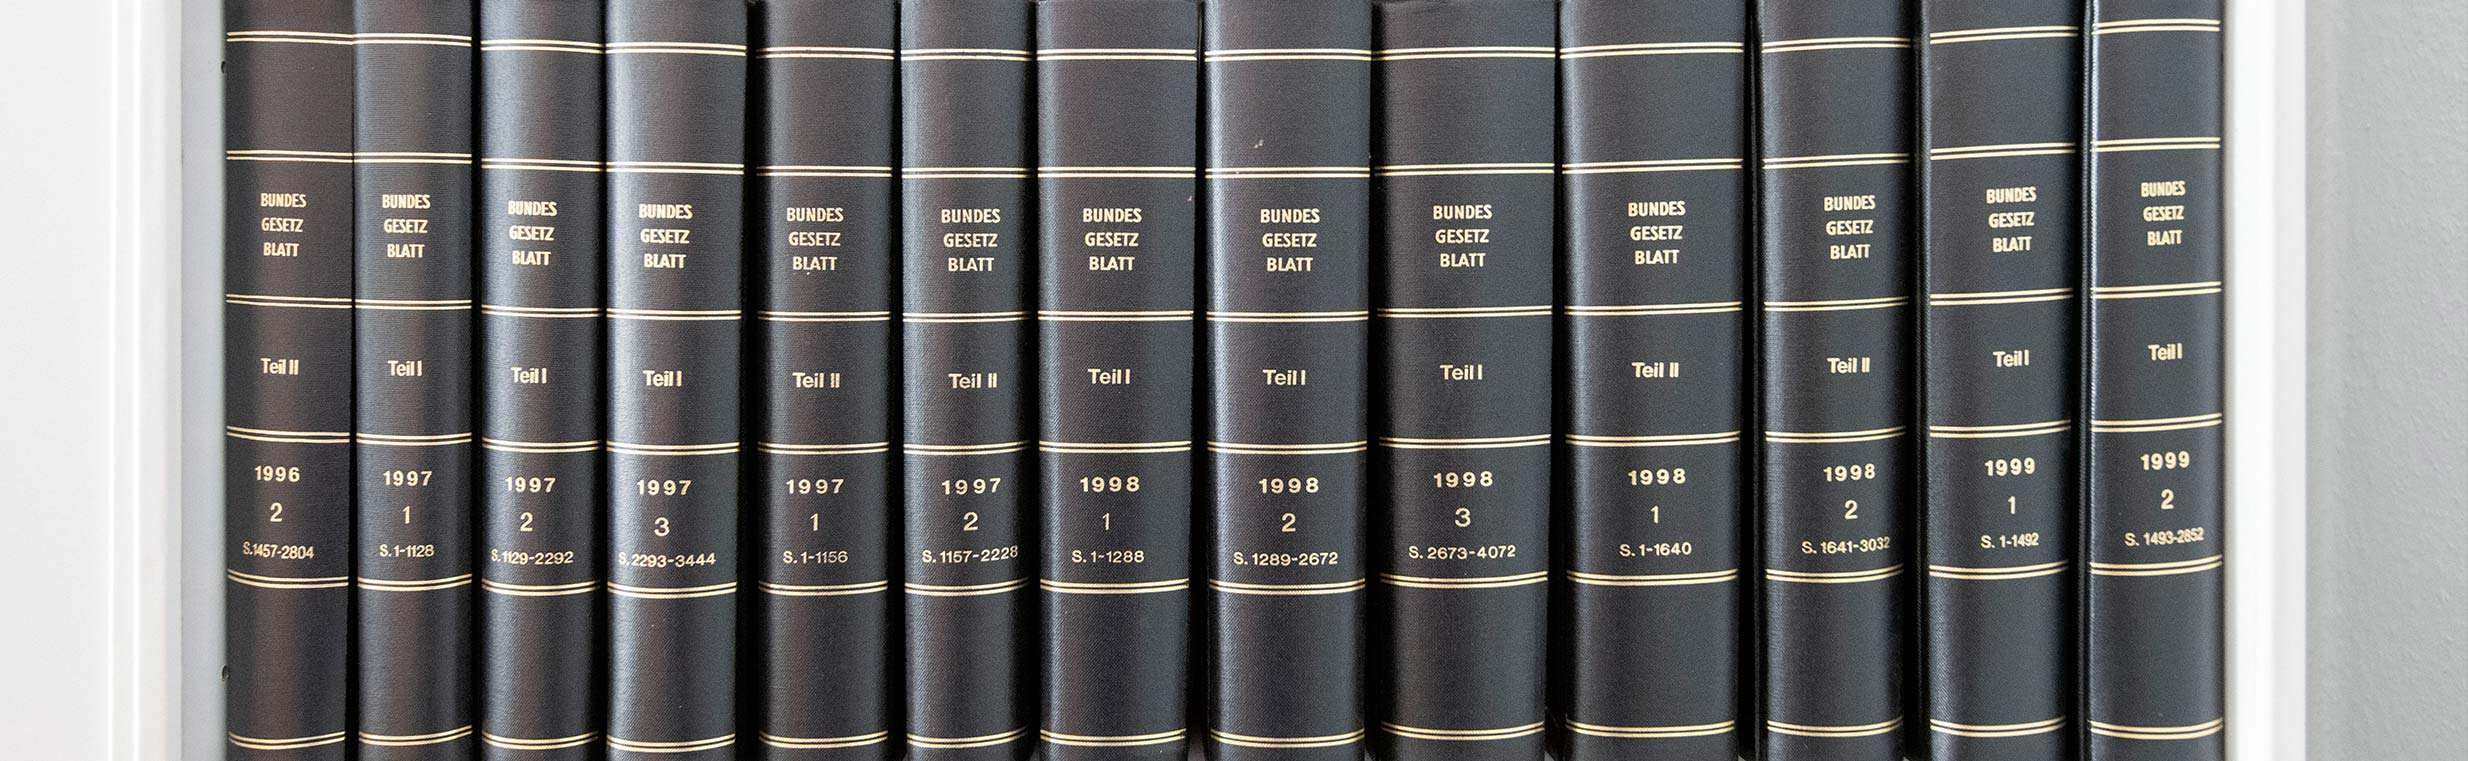 BUNDES
GESETZ
BLATT
Teil II
1996
2
S.1457-2804
BUNDES
GESETZ
BLATT
Teil I
1997
1
S.1-1128
BUNDES
GESETZ
BLATT
Teil I
1997
2
S.1129-2292
BUNDES
GESETZ
BLATT
Teil I
1997
3
S.2293-3444
BUNDES
GESETZ
BLATT
Teil II
1997
1
S.1-1156
BUNDES
GESETZ
BLATT
Teil II
1997
2
S.1157-2228
BUNDES
GESETZ
BLATT
Teil I
1998
1
S.1-1288
BUNDES
GESETZ
BLATT
Teil I
1998
2
S.1289-2672
BUNDES
GESETZ
BLATT
Teil I
1998
3
S.2673-4072
BUNDES
GESETZ
BLATT
Teil II
1998
1
S.1-1640
BUNDES
GESETZ
BLATT
Teil II
1998
2
S.1641-3032
BUNDES
GESETZ
BLATT
Teil I
1999
1
S.1-1492
BUNDES
GESETZ
BLATT
Teil I
1999
2
S.1493-2852